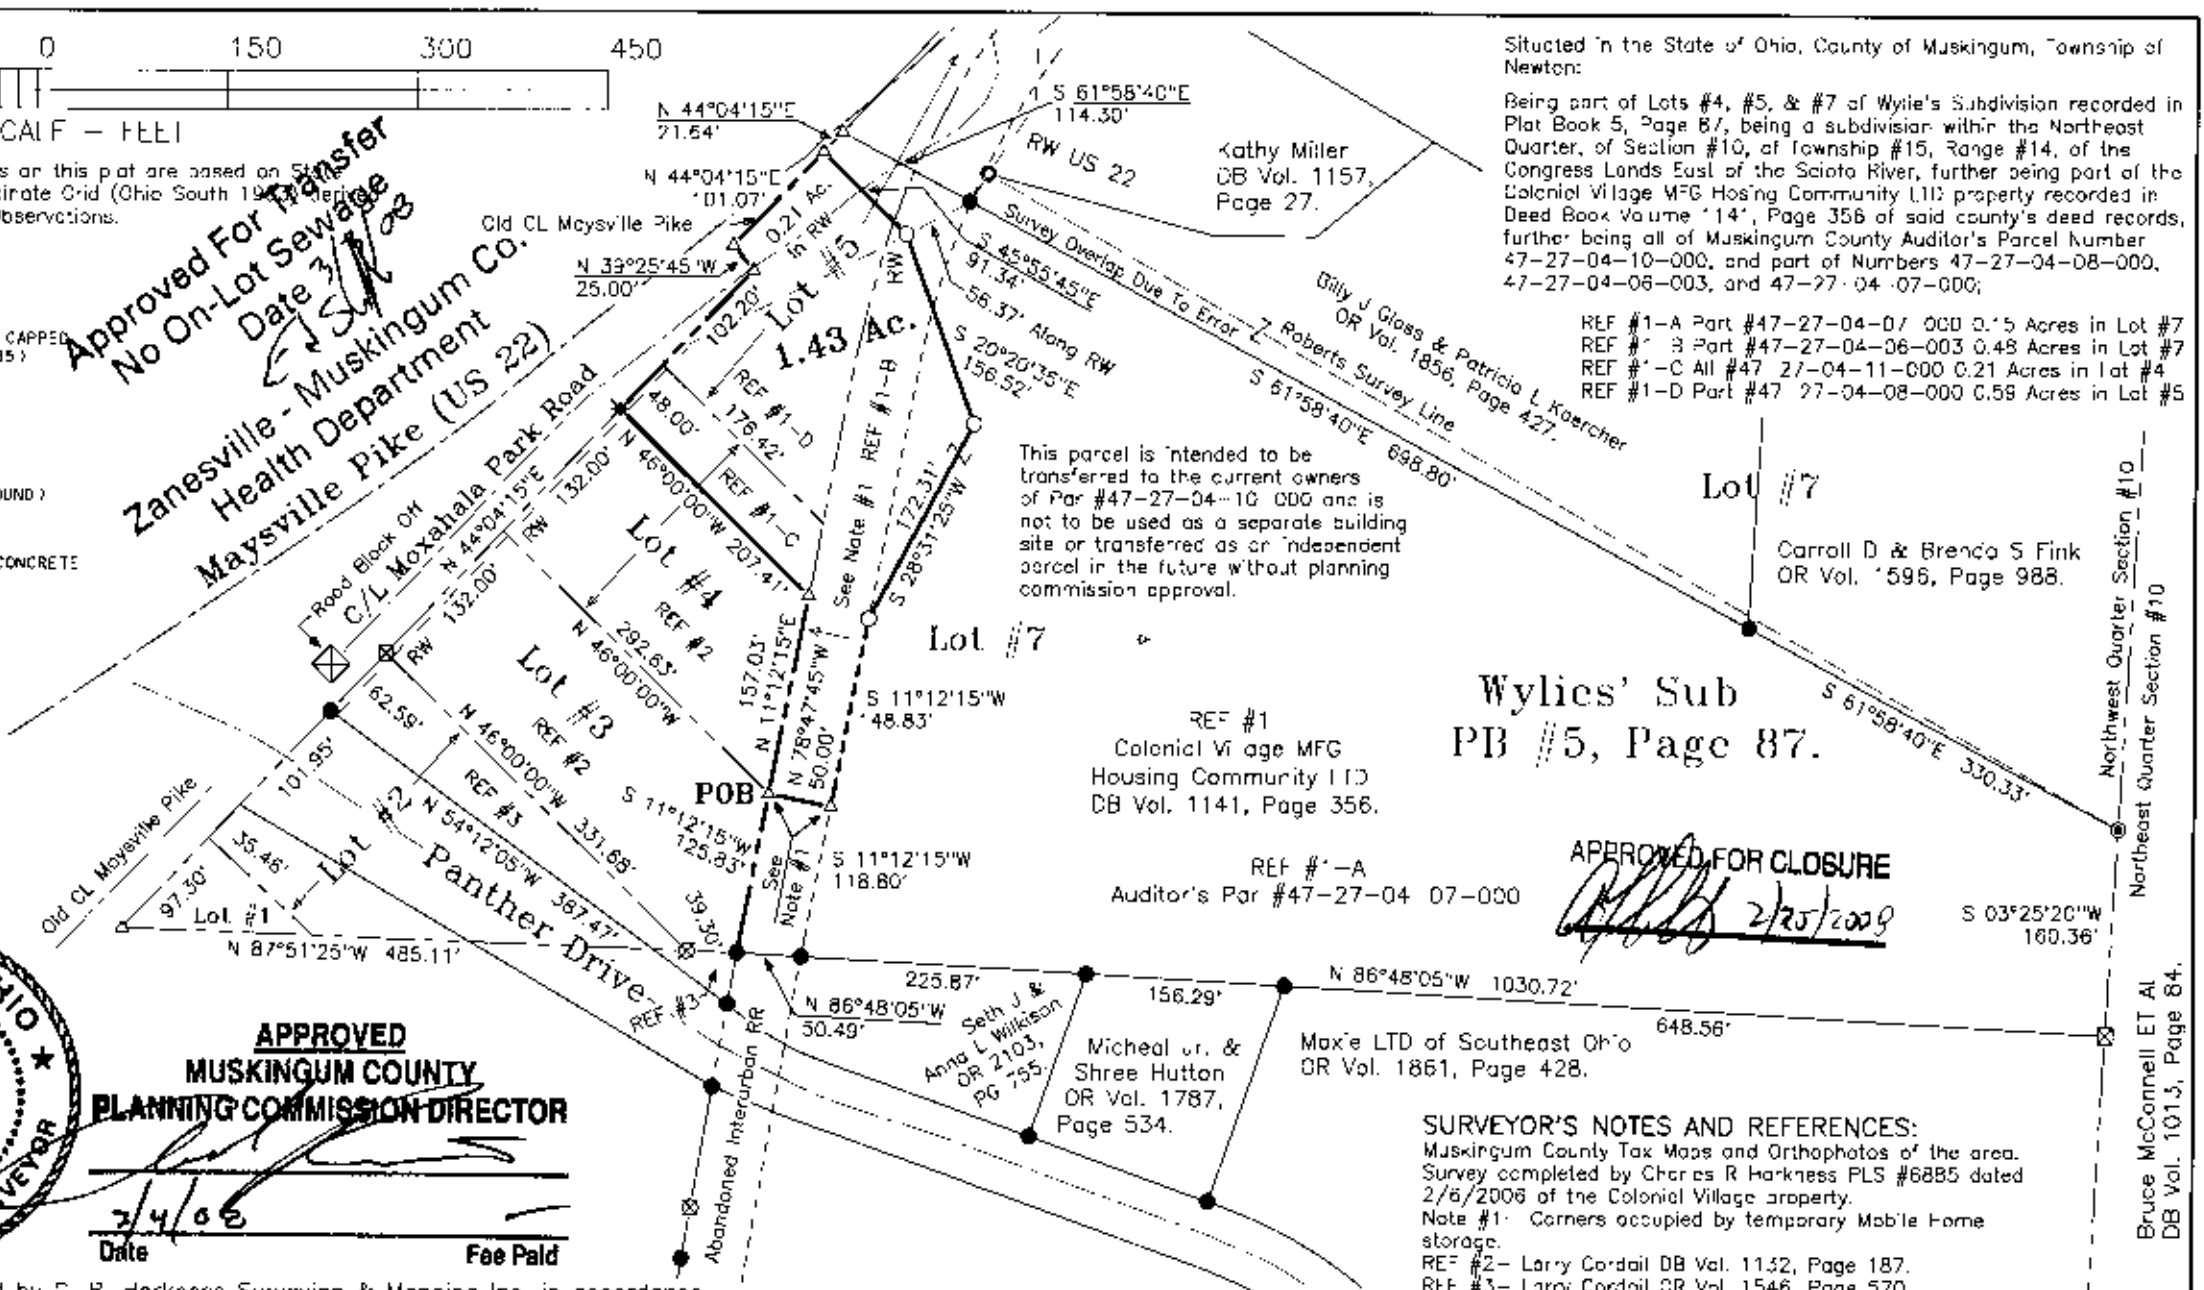 0 150 300 450
Approved For Transfer
No On-Lot Sewage
Date
Zanesville - Muskingum Co.
Health Department
Maysville Pike (US 22)
CAPPED
CONCRETE
N 44°04'15"E
21.64'
N 44°04'15"E
101.07'
Old CL Maysville Pike
N 39°25'45"W
25.00'
0.21 Ac.
in RW
Lot #5
1.43 Ac.
102.20'
S 61°58'40"E
114.30'
RW US 22
Kathy Miller
DB Vol. 1157,
Page 27.
RW
S 45°55'45"E
91.34'
56.37' Along RW
S 20°20'35"E
156.52'
Survey Overlap Due To Error
Roberts Survey Line
Billy J Gloss & Patricia L Kaercher
OR Vol. 1856, Page 427.
S 61°58'40"E 698.80'
Situated in the State of Ohio, County of Muskingum, Township of
Newton:
Being part of Lots #4, #5, & #7 of Wylie's Subdivision recorded in
Plat Book 5, Page 87, being a subdivision within the Northeast
Quarter, of Section #10, of Township #15, Range #14, of the
Congress Lands East of the Scioto River, further being part of the
Colonial Village MFG Hosing Community LTD property recorded in
Deed Book Volume 1141, Page 356 of said county's deed records,
further being all of Muskingum County Auditor's Parcel Number
47-27-04-10-000, and part of Numbers 47-27-04-08-000,
47-27-04-06-003, and 47-27-04-07-000;
REF #1-A Part #47-27-04-07-000 0.15 Acres in Lot #7
REF #1-B Part #47-27-04-06-003 0.48 Acres in Lot #7
REF #1-C All #47-27-04-11-000 0.21 Acres in Lot #4
REF #1-D Part #47-27-04-08-000 0.59 Acres in Lot #5
48.00'
REF #1-D
176.42'
REF #1-C
N 46°00'00"W 207.41'
See Note #1 REF #1-B
S 28°31'25"W
172.31'
This parcel is intended to be
transferred to the current owners
of Par #47-27-04-10-000 and is
not to be used as a separate building
site or transferred as an independent
parcel in the future without planning
commission approval.
Lot #7
Carroll D & Brenda S Fink
OR Vol. 1596, Page 988.
Northwest Quarter Section #10
Northeast Quarter Section #10
Road Block Off
C/L Moxahala Park Road
N 44°04'15"E
RW
132.00'
132.00'
RW
62.59'
Lot #4
REF #2
292.63'
N 46°00'00"W
Lot #3
REF #2
N 46°00'00"W 331.68'
REF #3
157.03'
N 11°12'15"E
N 78°47'45"W
50.00'
S 11°12'15"W
148.83'
Lot #7
Wylies' Sub
PB #5, Page 87.
S 61°58'40"E 330.33'
REF #1
Colonial Village MFG
Housing Community LTD
DB Vol. 1141, Page 356.
REF #1-A
Auditor's Par #47-27-04-07-000
APPROVED FOR CLOSURE
2/25/2008
S 03°25'20"W
160.36'
POB
S 11°12'15"W
125.83'
See
Note #1
S 11°12'15"W
118.60'
101.95'
Old CL Maysville Pike
97.30'
35.46'
Lot #1
Lot #2
N 54°12'05"W 387.47'
Panther Drive
N 87°51'25"W 485.11'
39.30'
REF #3
N 86°48'05"W
50.49'
225.87'
156.29'
N 86°48'05"W 1030.72'
648.56'
Seth J &
Anna L Wilkison
OR 2103,
PG 755.
Micheal Jr. &
Shree Hutton
OR Vol. 1787,
Page 534.
Moxie LTD of Southeast Ohio
OR Vol. 1861, Page 428.
Abandoned Interurban RR
Bruce McConnell ET Al
DB Vol. 1013, Page 84.
APPROVED
MUSKINGUM COUNTY
PLANNING COMMISSION DIRECTOR
Date Fee Paid
SURVEYOR'S NOTES AND REFERENCES:
Muskingum County Tax Maps and Orthophotos of the area.
Survey completed by Charles R Harkness PLS #6885 dated
2/6/2006 of the Colonial Village property.
Note #1- Corners occupied by temporary Mobile Home
storage.
REF #2- Larry Cordail DB Vol. 1132, Page 187.
REF #3- Larry Cordail OR Vol. 1546, Page 570